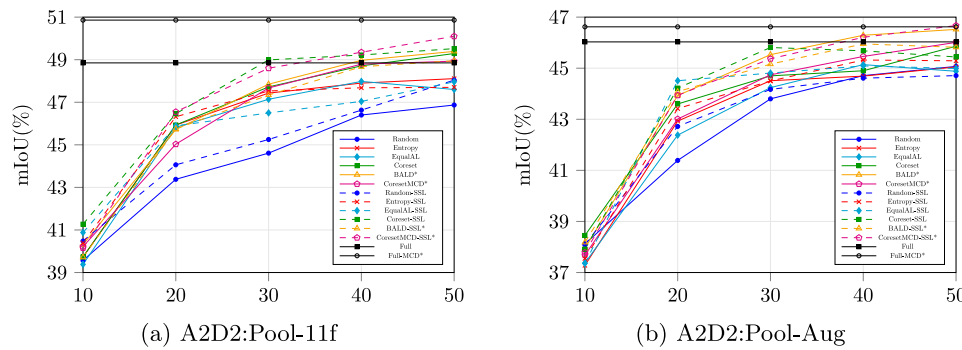 51
49
47
45
43
41
39
mIoU(%)
10
20
30
40
50
Random
Entropy
EqualAL
Coreset
BALD*
CoresetMCD*
Random-SSL
Entropy-SSL
EqualAL-SSL
Coreset-SSL
BALD-SSL*
CoresetMCD-SSL*
Full
Full-MCD*
(a) A2D2:Pool-11f
47
45
43
41
39
37
mIoU(%)
10
20
30
40
50
Random
Entropy
EqualAL
Coreset
BALD*
CoresetMCD*
Random-SSL
Entropy-SSL
EqualAL-SSL
Coreset-SSL
BALD-SSL*
CoresetMCD-SSL*
Full
Full-MCD*
(b) A2D2:Pool-Aug